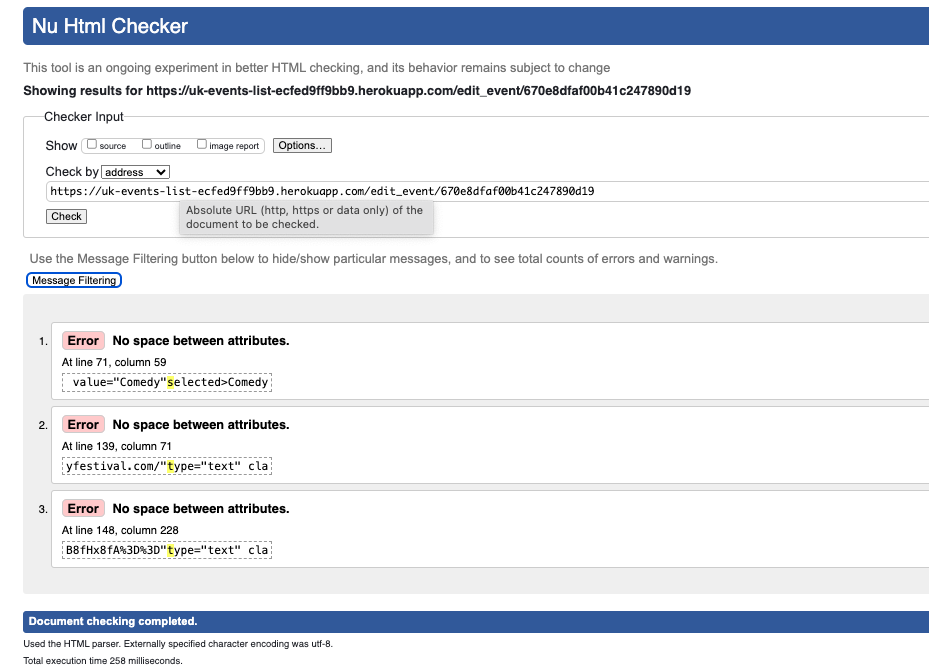 Nu Html Checker
This tool is an ongoing experiment in better HTML checking, and its behavior remains subject to change
Showing results for https://uk-events-list-ecfed9ff9bb9.herokuapp.com/edit_event/670e8dfaf00b41c247890d19
Checker Input
Show source outline image report Options...
Check by address
https://uk-events-list-ecfed9ff9bb9.herokuapp.com/edit_event/670e8dfaf00b41c247890d19
Check
Absolute URL (http, https or data only) of the
document to be checked.
Use the Message Filtering button below to hide/show particular messages, and to see total counts of errors and warnings.
Message Filtering
1. Error No space between attributes.
At line 71, column 59
value="Comedy"selected>Comedy
2. Error No space between attributes.
At line 139, column 71
yfestival.com/"type="text" cla
3. Error No space between attributes.
At line 148, column 228
B8fHx8fA%3D%3D"type="text" cla
Document checking completed.
Used the HTML parser. Externally specified character encoding was utf-8.
Total execution time 258 milliseconds.